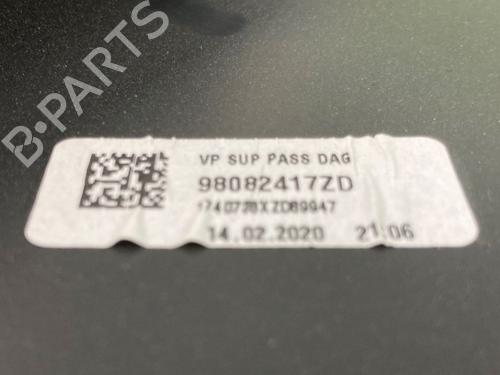 B-PARTS
VP SUP PASS DAG
98082417ZD
14.02.2020 21:06